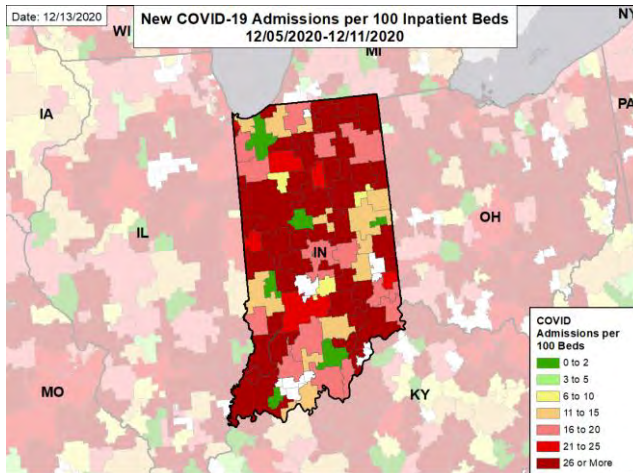 Date: 12/13/2020
New COVID-19 Admissions per 100 Inpatient Beds
12/05/2020-12/11/2020
WI
MI
NY
IA
PA
IL
IN
OH
MO
KY
COVID
Admissions per
100 Beds
0 to 2
3 to 5
6 to 10
11 to 15
16 to 20
21 to 25
26 or More